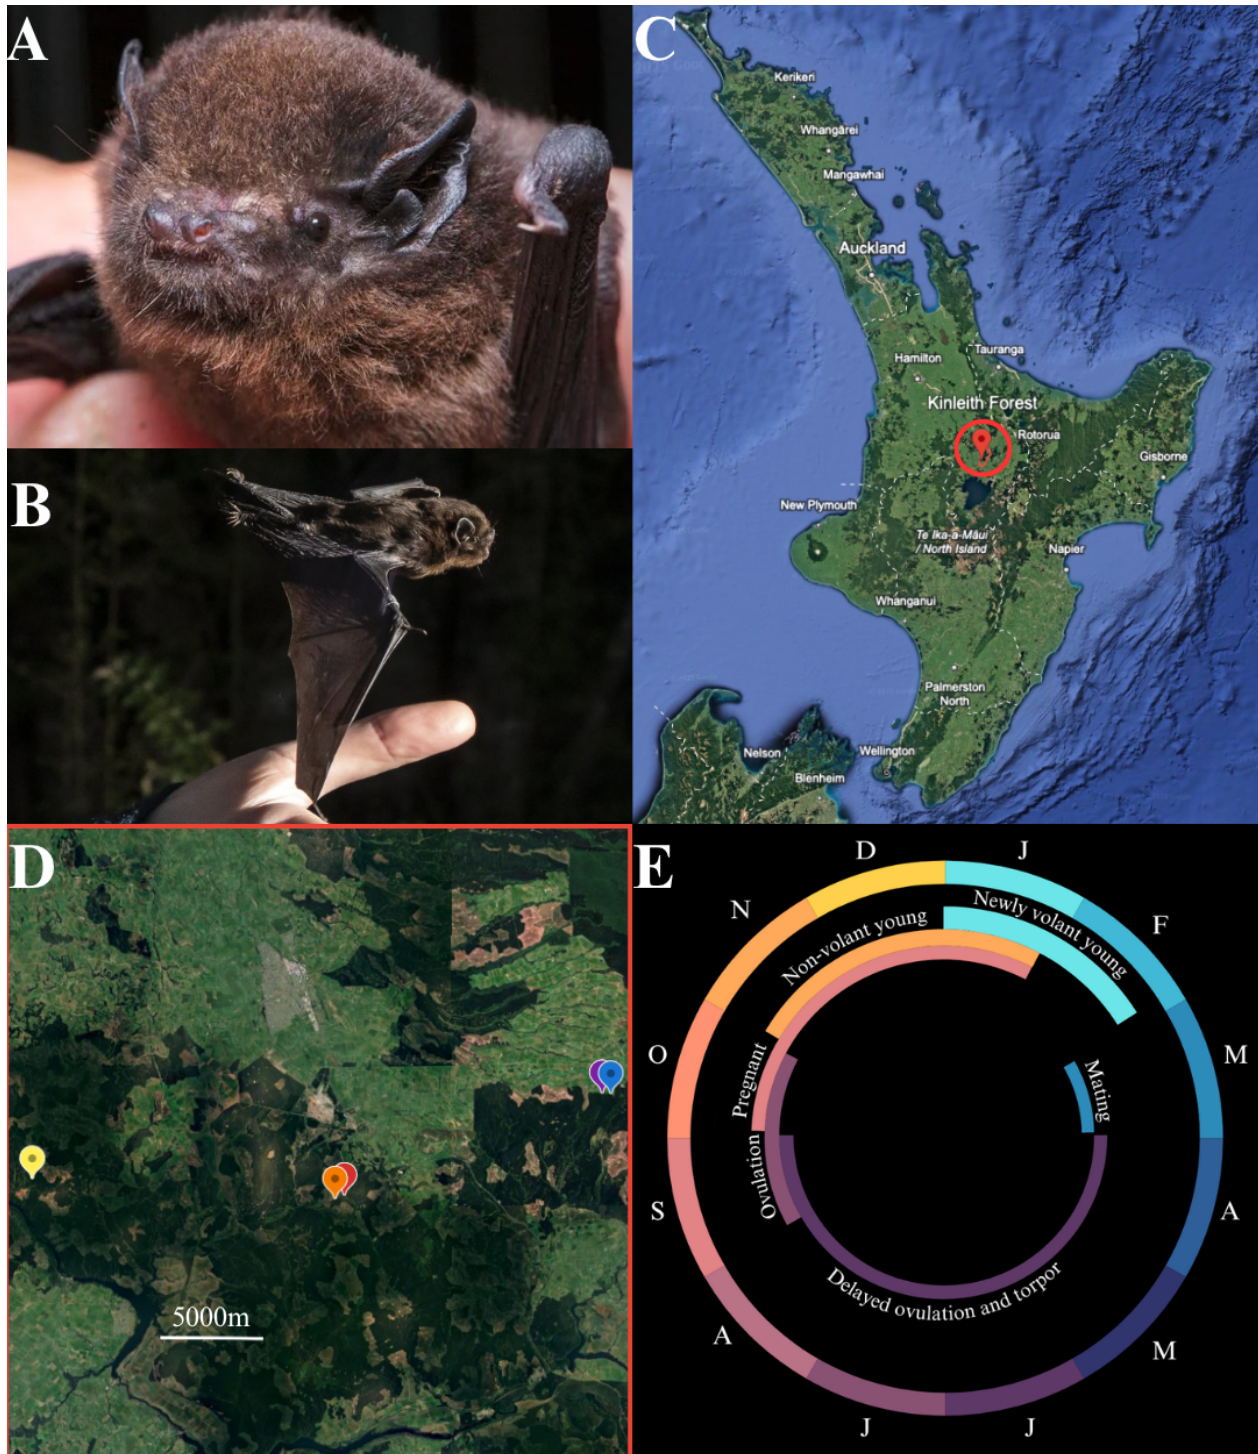 A
B
C
Kerikeri
Whangārei
Mangawhai
Auckland
Hamilton
Tauranga
Kinleith Forest
Rotorua
Gisborne
New Plymouth
Te Ika-a-Māui
/ North Island
Napier
Whanganui
Palmerston
North
Nelson
Wellington
Blenheim
D
5000m
E
D
J
N
F
O
M
S
A
A
M
J
J
Non-volant young
Newly volant young
Pregnant
Mating
Ovulation
Delayed ovulation and torpor